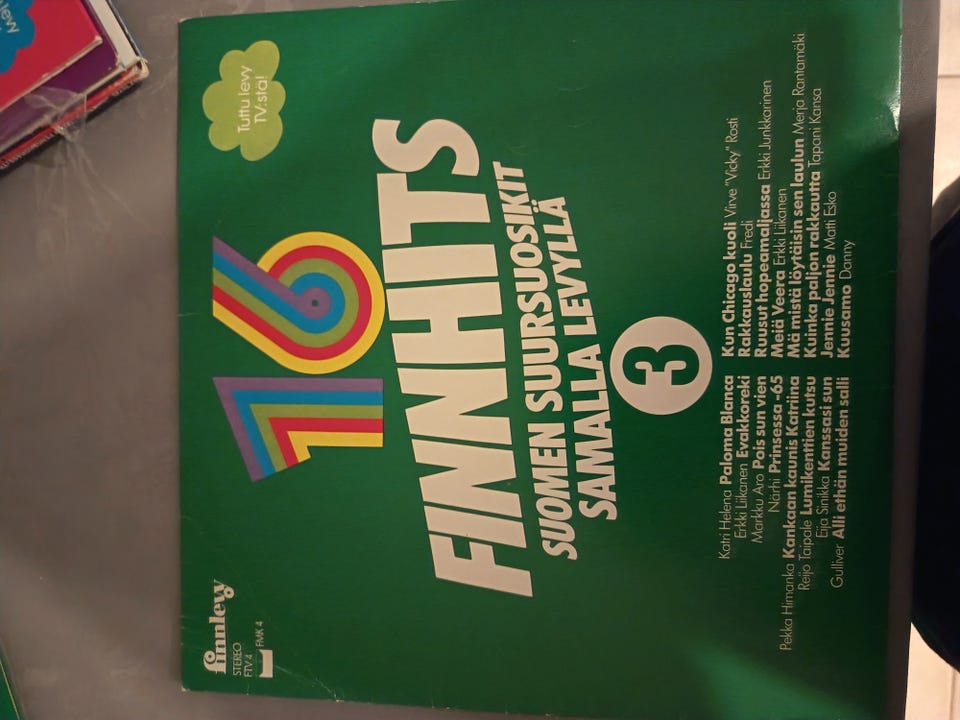 finnlevy
STEREO
FTV 4
FMK 4
Tuttu levy
TV:stä!
16
FINNHITS
SUOMEN SUURSUOSIKIT
SAMALLA LEVYLLÄ
3
Katri Helena Paloma Blanca
Erkki Liikanen Evakkoreki
Markku Aro Pois sun vien
Närhi Prinsessa -65
Pekka Himanka Kankaan kaunis Katriina
Reijo Taipale Lumikenttien kutsu
Eija Sinikka Kanssasi sun
Gulliver Alli ethän muiden salli
Kun Chicago kuoli Virve "Vicky" Rosti
Rakkauslaulu Fredi
Ruusut hopeamaljassa Erkki Junkkarinen
Meiä Veera Erkki Liikanen
Mä mistä löytäisin sen laulun Merja Rantamäki
Kuinka paljon rakkautta Tapani Kansa
Jennie Jennie Matti Esko
Kuusamo Danny